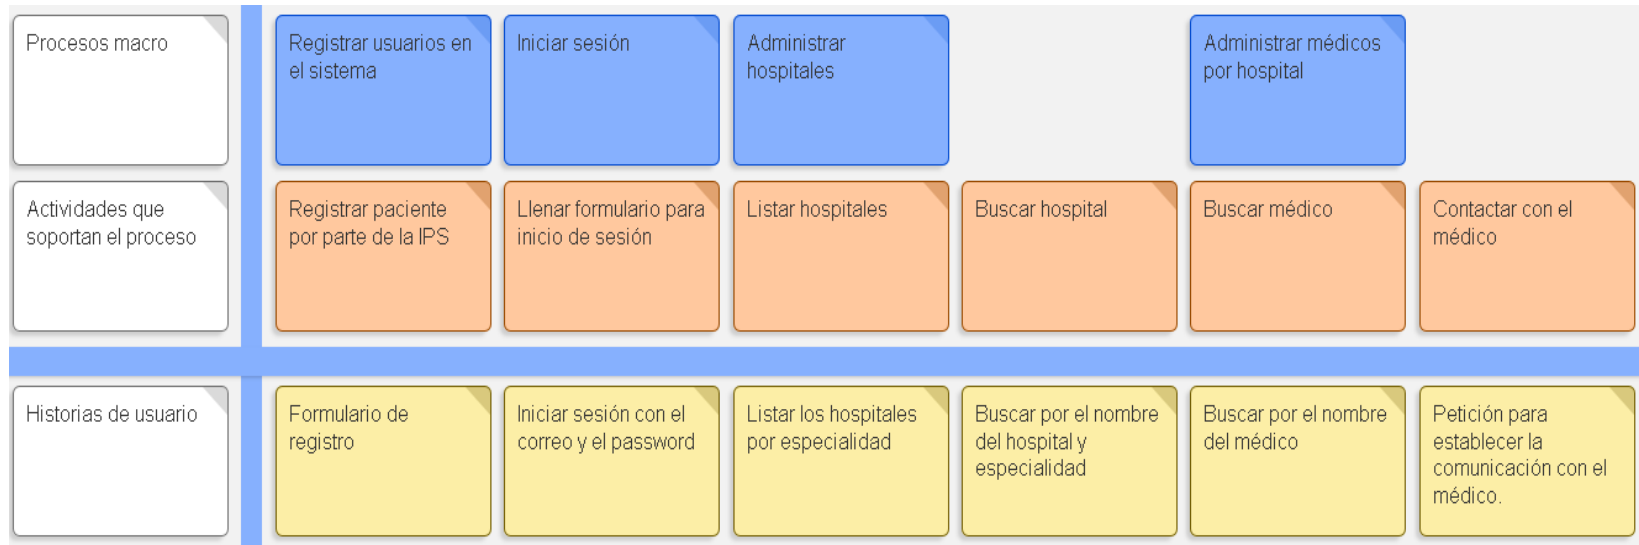 Procesos macro
Registrar usuarios en
el sistema
Iniciar sesión
Administrar
hospitales
Administrar médicos
por hospital
Actividades que
soportan el proceso
Registrar paciente
por parte de la IPS
Llenar formulario para
inicio de sesión
Listar hospitales
Buscar hospital
Buscar médico
Contactar con el
médico
Historias de usuario
Formulario de
registro
Iniciar sesión con el
correo y el password
Listar los hospitales
por especialidad
Buscar por el nombre
del hospital y
especialidad
Buscar por el nombre
del médico
Petición para
establecer la
comunicación con el
médico.